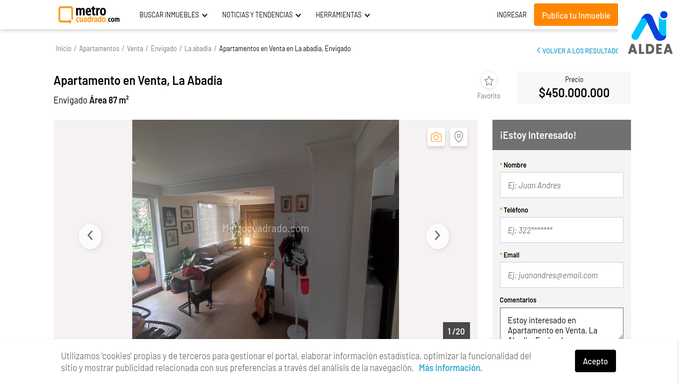 metro
cuadrado.com
BUSCAR INMUEBLES
NOTICIAS Y TENDENCIAS
HERRAMIENTAS
INGRESAR
Publica tu Inmueble
ALDEA
Inicio / Apartamentos / Venta / Envigado / La abadia / Apartamentos en Venta en La abadia, Envigado
VOLVER A LOS RESULTADO
Apartamento en Venta, La Abadia
Envigado Área 87 m²
Favorito
Precio
$450.000.000
Metrocuadrado.com
1 / 20
¡Estoy Interesado!
* Nombre
Ej: Juan Andres
* Teléfono
Ej: 322*******
* Email
Ej: juanandres@email.com
Comentarios
Estoy interesado en
Apartamento en Venta, La
Utilizamos 'cookies' propias y de terceros para gestionar el portal, elaborar información estadística, optimizar la funcionalidad del
sitio y mostrar publicidad relacionada con sus preferencias a través del análisis de la navegación. Más información.
Acepto